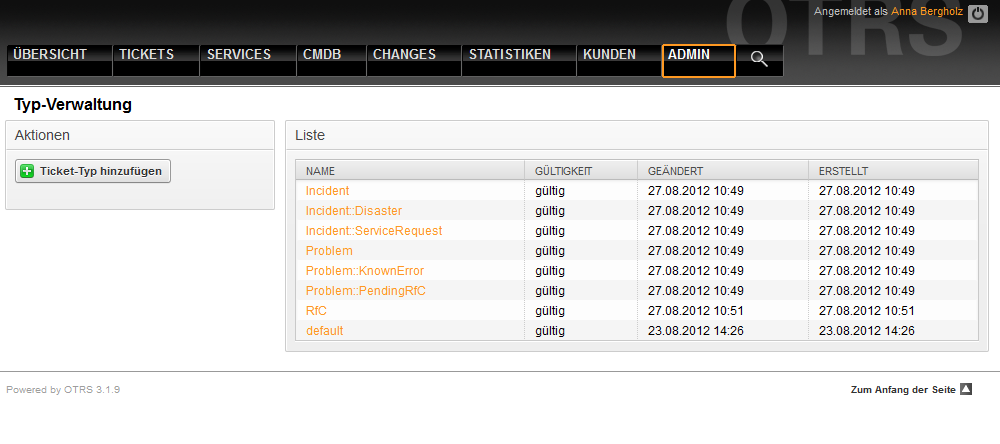 OTRS
Angemeldet als Anna Bergholz
ÜBERSICHT TICKETS SERVICES CMDB CHANGES STATISTIKEN KUNDEN ADMIN
Typ-Verwaltung
Aktionen
Ticket-Typ hinzufügen
Liste
NAME GÜLTIGKEIT GEÄNDERT ERSTELLT
Incident gültig 27.08.2012 10:49 27.08.2012 10:49
Incident::Disaster gültig 27.08.2012 10:49 27.08.2012 10:49
Incident::ServiceRequest gültig 27.08.2012 10:49 27.08.2012 10:49
Problem gültig 27.08.2012 10:49 27.08.2012 10:49
Problem::KnownError gültig 27.08.2012 10:49 27.08.2012 10:49
Problem::PendingRfC gültig 27.08.2012 10:49 27.08.2012 10:49
RfC gültig 27.08.2012 10:51 27.08.2012 10:51
default gültig 23.08.2012 14:26 23.08.2012 14:26
Powered by OTRS 3.1.9
Zum Anfang der Seite